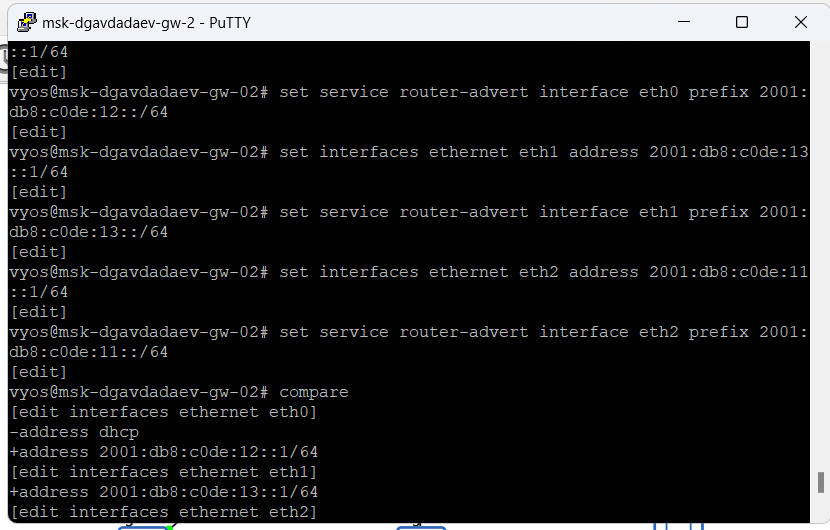 msk-dgavdadaev-gw-2 - PuTTY
::1/64
[edit]
vyos@msk-dgavdadaev-gw-02# set service router-advert interface eth0 prefix 2001:
db8:c0de:12::/64
[edit]
vyos@msk-dgavdadaev-gw-02# set interfaces ethernet eth1 address 2001:db8:c0de:13
::1/64
[edit]
vyos@msk-dgavdadaev-gw-02# set service router-advert interface eth1 prefix 2001:
db8:c0de:13::/64
[edit]
vyos@msk-dgavdadaev-gw-02# set interfaces ethernet eth2 address 2001:db8:c0de:11
::1/64
[edit]
vyos@msk-dgavdadaev-gw-02# set service router-advert interface eth2 prefix 2001:
db8:c0de:11::/64
[edit]
vyos@msk-dgavdadaev-gw-02# compare
[edit interfaces ethernet eth0]
-address dhcp
+address 2001:db8:c0de:12::1/64
[edit interfaces ethernet eth1]
+address 2001:db8:c0de:13::1/64
[edit interfaces ethernet eth2]